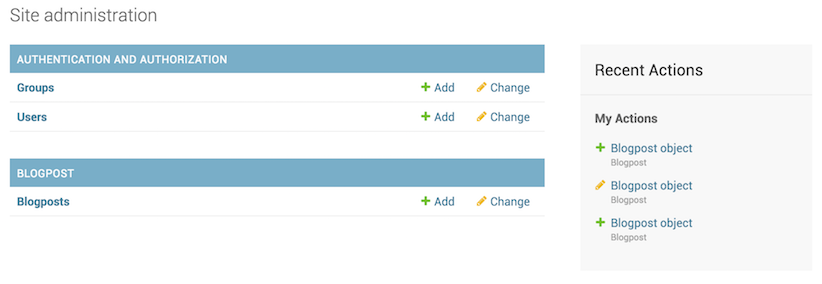 Site administration
AUTHENTICATION AND AUTHORIZATION
Groups Add Change
Users Add Change
BLOGPOST
Blogposts Add Change
Recent Actions
My Actions
Blogpost object
Blogpost
Blogpost object
Blogpost
Blogpost object
Blogpost